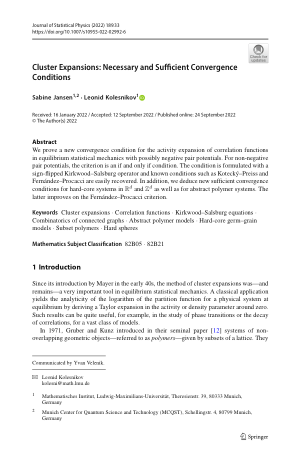 Journal of Statistical Physics (2022) 189:33
https://doi.org/10.1007/s10955-022-02992-6
Check for
updates
Cluster Expansions: Necessary and Sufficient Convergence
Conditions
Sabine Jansen1,2 · Leonid Kolesnikov1
Received: 16 January 2022 / Accepted: 12 September 2022 / Published online: 24 September 2022
© The Author(s) 2022
Abstract
We prove a new convergence condition for the activity expansion of correlation functions
in equilibrium statistical mechanics with possibly negative pair potentials. For non-negative
pair potentials, the criterion is an if and only if condition. The condition is formulated with a
sign-flipped Kirkwood–Salsburg operator and known conditions such as Kotecký–Preiss and
Fernández–Procacci are easily recovered. In addition, we deduce new sufficient convergence
conditions for hard-core systems in ℝd and ℤd as well as for abstract polymer systems. The
latter improves on the Fernández–Procacci criterion.
Keywords Cluster expansions · Correlation functions · Kirkwood–Salsburg equations ·
Combinatorics of connected graphs · Abstract polymer models · Hard-core germ–grain
models · Subset polymers · Hard spheres
Mathematics Subject Classification 82B05 · 82B21
1 Introduction
Since its introduction by Mayer in the early 40s, the method of cluster expansions was—and
remains—a very important tool in equilibrium statistical mechanics. A classical application
yields the analyticity of the logarithm of the partition function for a physical system at
equilibrium by deriving a Taylor expansion in the activity or density parameter around zero.
Such results can be quite useful, for example, in the study of phase transitions or the decay
of correlations, for a vast class of models.
In 1971, Gruber and Kunz introduced in their seminal paper [12] systems of non-
overlapping geometric objects—referred to as polymers—given by subsets of a lattice. They
Communicated by Yvan Velenik.
Leonid Kolesnikov
kolesni@math.lmu.de
1 Mathematisches Institut, Ludwig-Maximilians-Universität, Theresienstr. 39, 80333 Munich,
Germany
2 Munich Center for Quantum Science and Technology (MCQST), Schellingstr. 4, 80799 Munich,
Germany
Springer